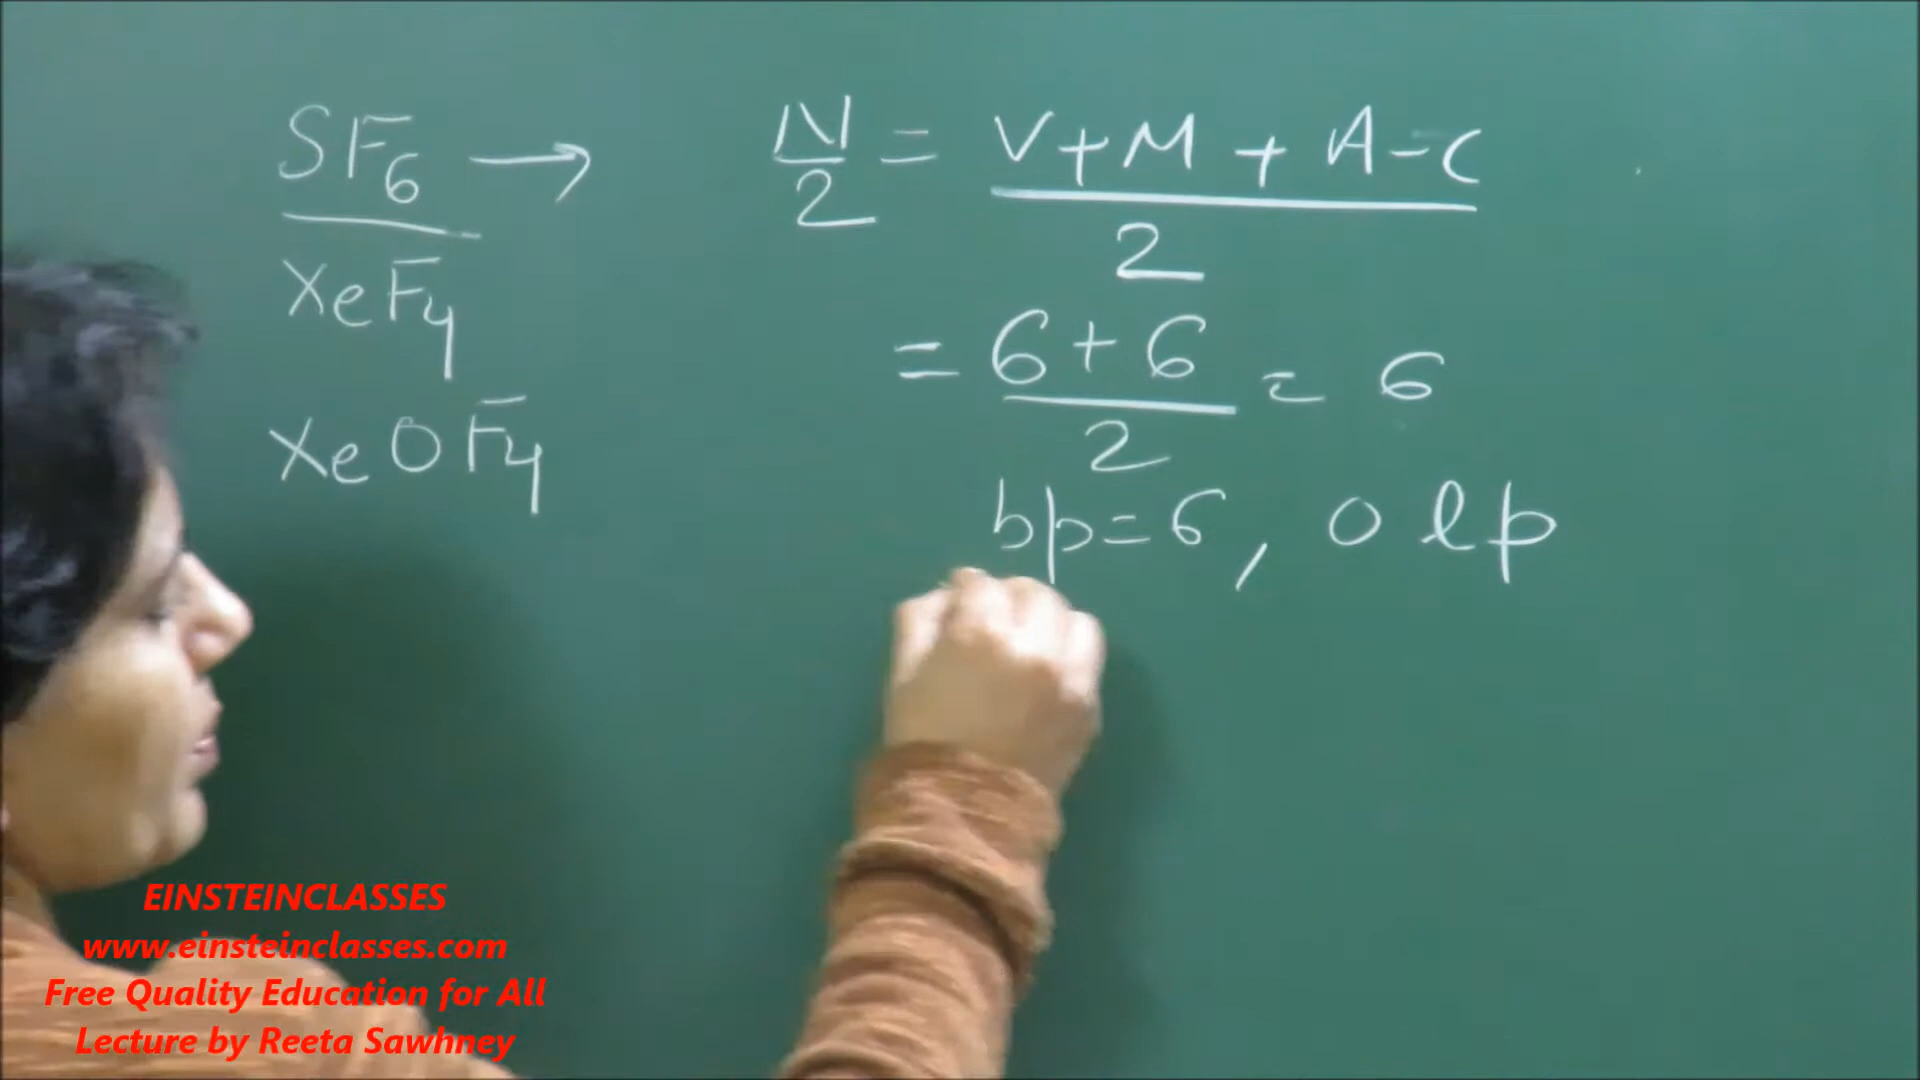 SF6 →
XeF4
XeOF4
N/2 = V+M+A-C/2
= 6+6/2 = 6
bp=6, 0 lp
EINSTEINCLASSES
www.einsteinclasses.com
Free Quality Education for All
Lecture by Reeta Sawhney